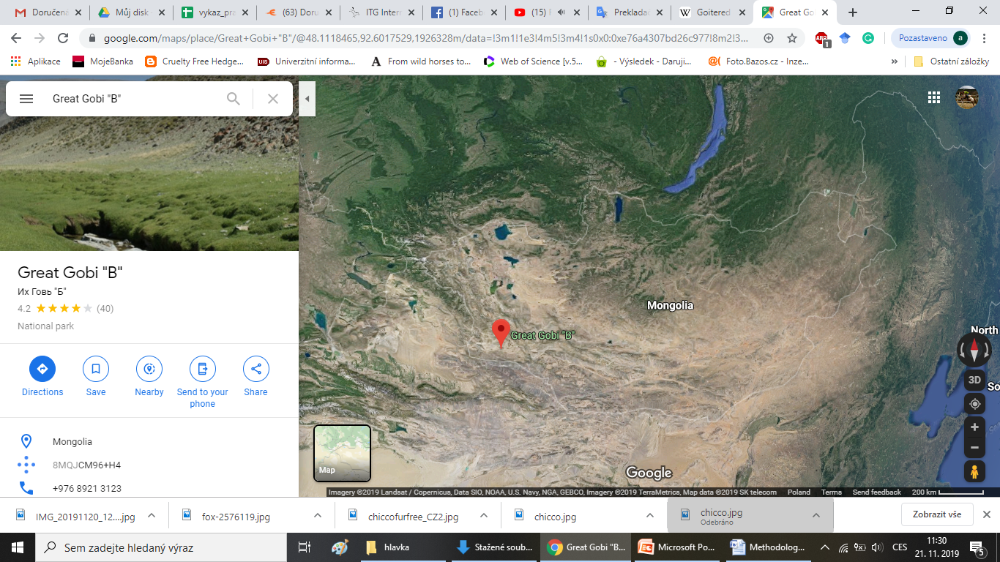 Doručená
Můj disk
vykaz_pra
(63) Doru
ITG Intern
(1) Faceb
(15) F
Prekladač
Goitered
Great Go
google.com/maps/place/Great+Gobi+"B"/@48.1118465,92.6017529,1926328m/data=!3m1!1e3!4m5!3m4!1s0x0:0xe76a4307bd26c977!8m2!3...
ABP
1
Pozastaveno
a
Aplikace
MojeBanka
Cruelty Free Hedge...
UIS
Univerzitní informa...
A
From wild horses to...
Web of Science [v.5...
- Výsledek - Daruji...
@(
Foto.Bazos.cz - Inze...
»
Ostatní záložky
Great Gobi "B"
Great Gobi "B"
Их Говь "Б"
4.2
(40)
National park
Directions
Save
Nearby
Send to your
phone
Share
Mongolia
8MQJCM96+H4
+976 8921 3123
Mongolia
Great Gobi "B"
North
So
3D
Map
Google
Imagery ©2019 Landsat / Copernicus, Data SIO, NOAA, U.S. Navy, NGA, GEBCO, Imagery ©2019 TerraMetrics, Map data ©2019 SK telecom
Poland
Terms
Send feedback
200 km
IMG_20191120_12....jpg
fox-2576119.jpg
chiccofurfree_CZ2.jpg
chicco.jpg
chicco.jpg
Odebráno
Zobrazit vše
Sem zadejte hledaný výraz
hlavka
Stažené soub...
Great Gobi "B...
Microsoft Po...
Methodolog...
CES
11:30
21. 11. 2019
5